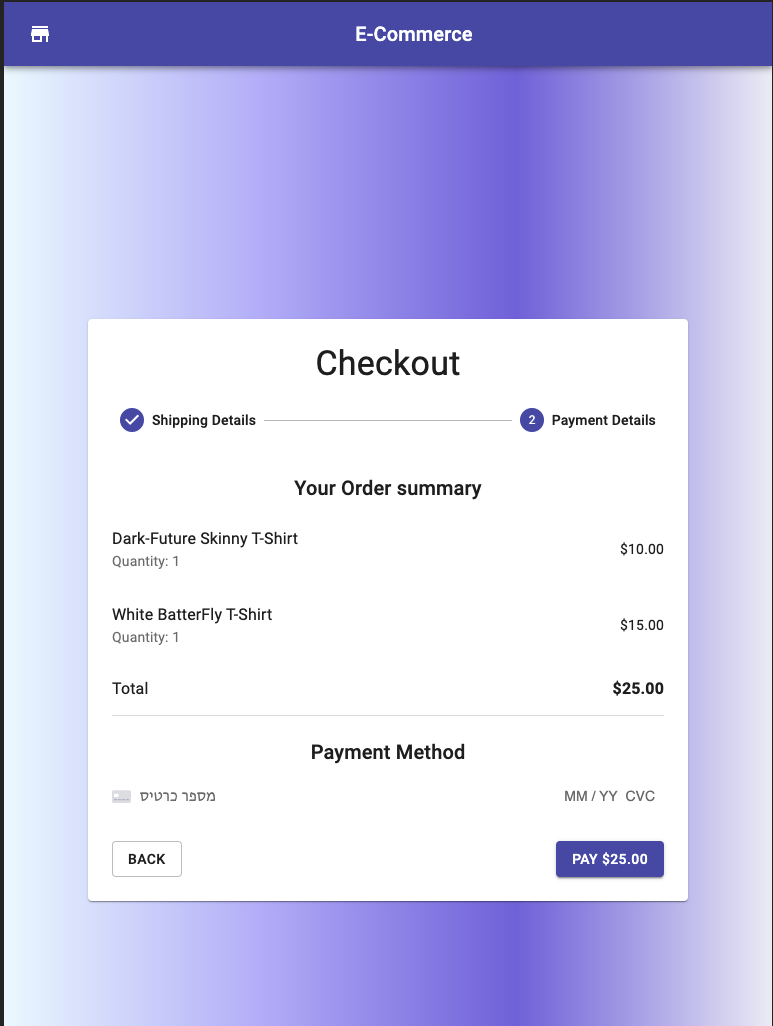 E-Commerce
Checkout
Shipping Details
2 Payment Details
Your Order summary
Dark-Future Skinny T-Shirt
Quantity: 1
$10.00
White BatterFly T-Shirt
Quantity: 1
$15.00
Total $25.00
Payment Method
מספר כרטיס MM / YY CVC
BACK PAY $25.00